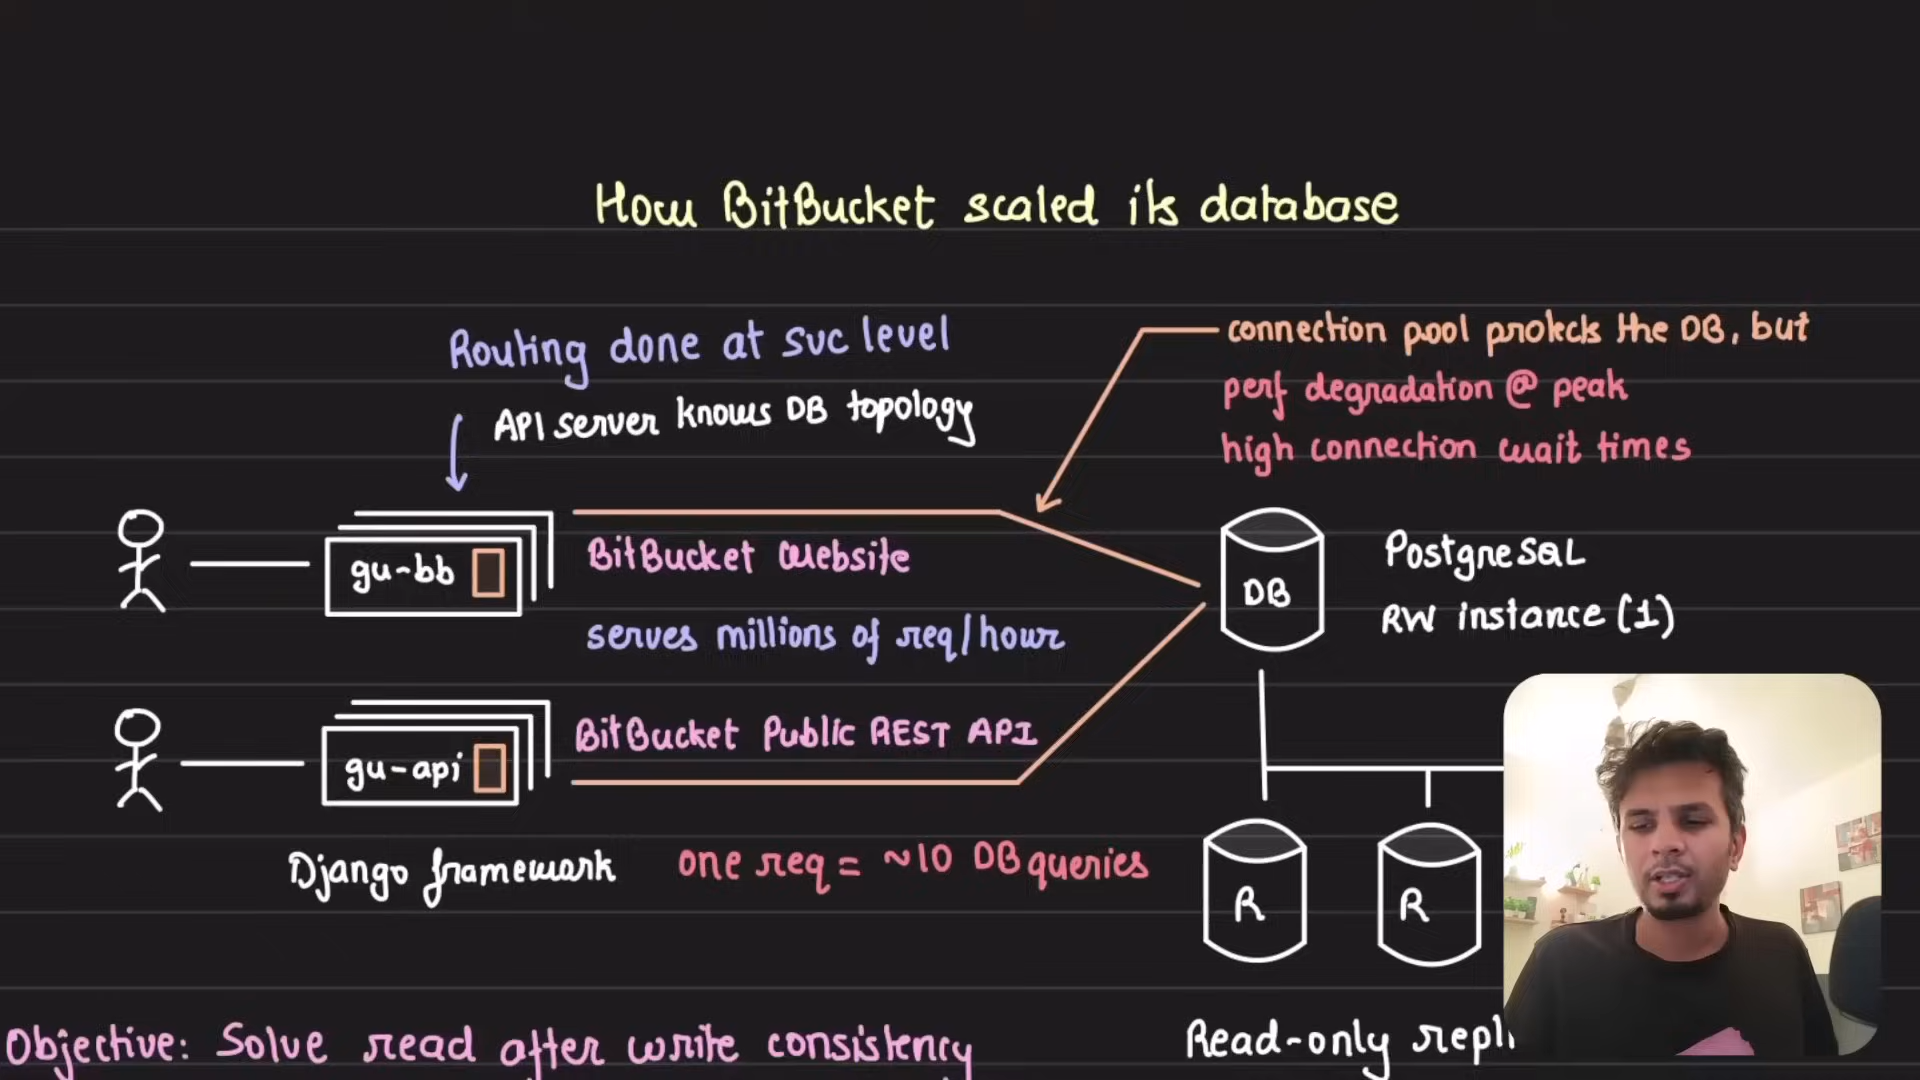 How BitBucket scaled its database
Routing done at svc level
API server knows DB topology
connection pool protects the DB, but
perf degradation @ peak
high connection wait times
gu-bb
BitBucket website
serves millions of req/hour
DB
PostgreSQL
RW instance (1)
gu-api
BitBucket Public REST API
Django framework
one req = ~10 DB queries
R
R
Objective: Solve read after write consistency
Read-only repli